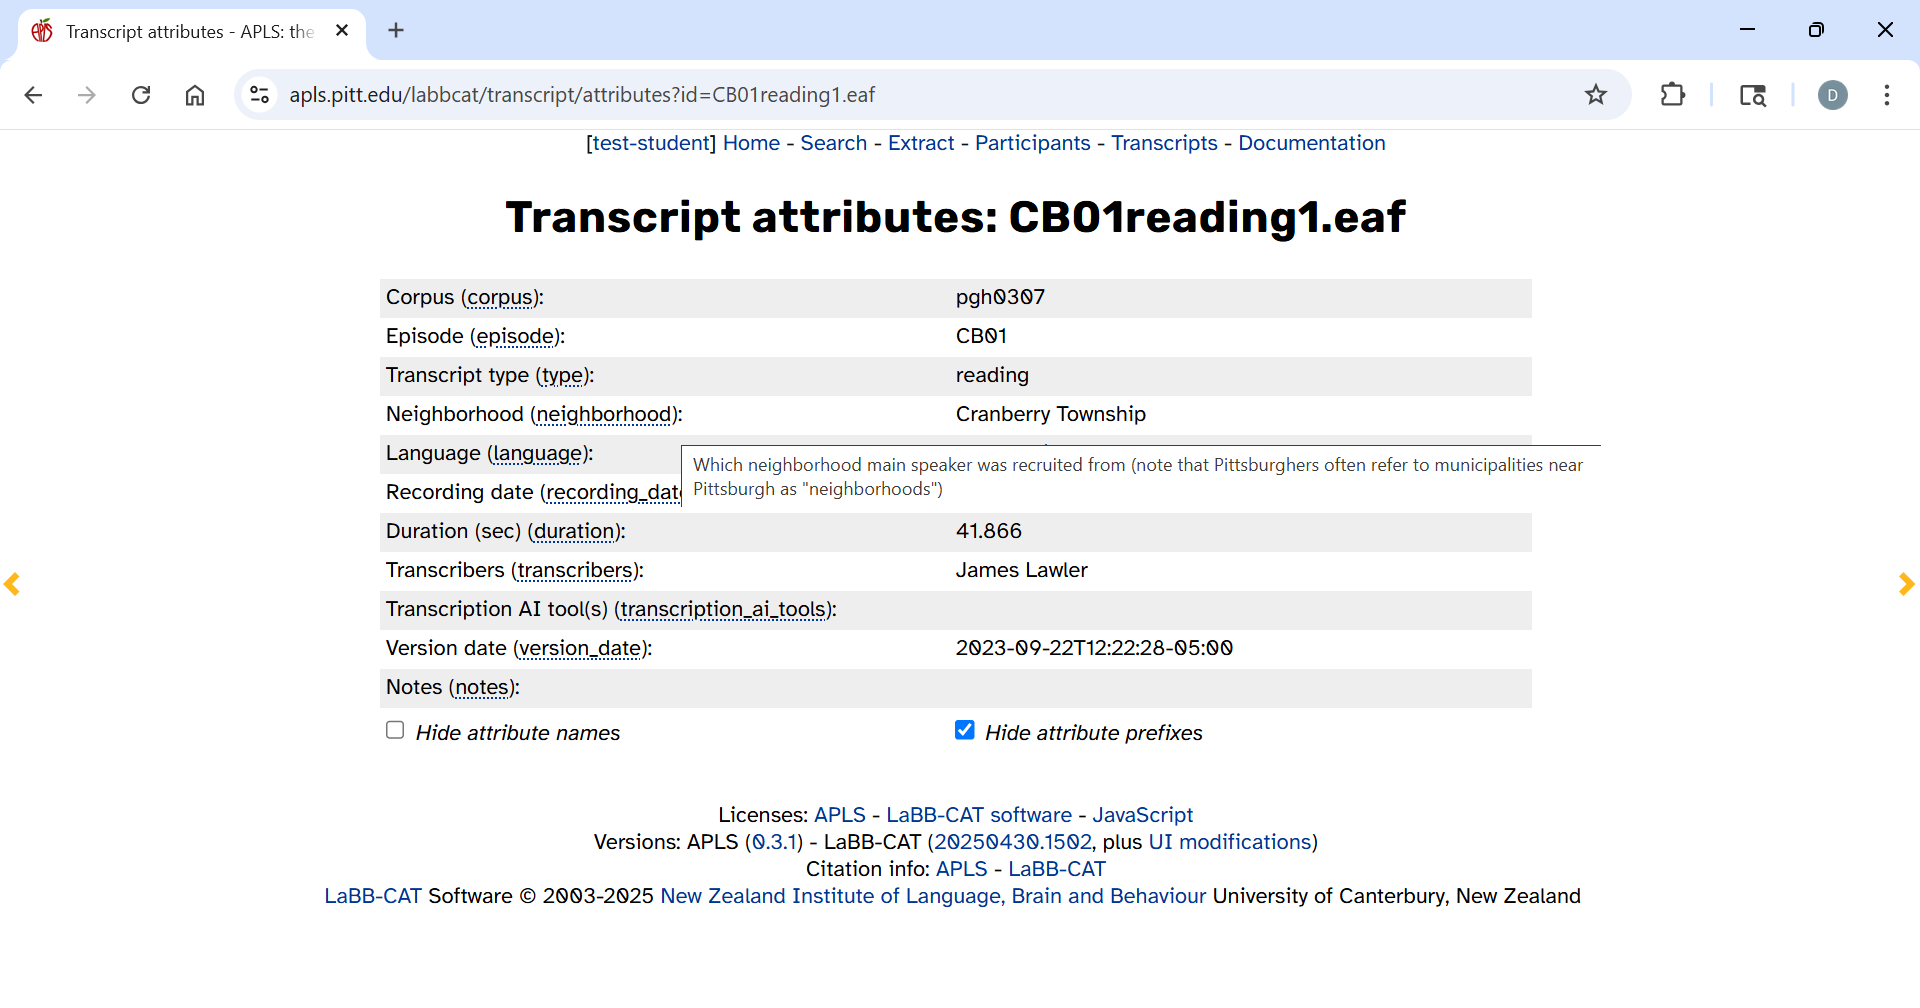 Transcript attributes - APLS: the
apls.pitt.edu/labbcat/transcript/attributes?id=CB01reading1.eaf
D
[test-student] Home - Search - Extract - Participants - Transcripts - Documentation
Transcript attributes: CB01reading1.eaf
Corpus (corpus): pgh0307
Episode (episode): CB01
Transcript type (type): reading
Neighborhood (neighborhood): Cranberry Township
Language (language):
Which neighborhood main speaker was recruited from (note that Pittsburghers often refer to municipalities near
Pittsburgh as "neighborhoods")
Recording date (recording_date
Duration (sec) (duration): 41.866
Transcribers (transcribers): James Lawler
Transcription AI tool(s) (transcription_ai_tools):
Version date (version_date): 2023-09-22T12:22:28-05:00
Notes (notes):
Hide attribute names Hide attribute prefixes
Licenses: APLS - LaBB-CAT software - JavaScript
Versions: APLS (0.3.1) - LaBB-CAT (20250430.1502, plus UI modifications)
Citation info: APLS - LaBB-CAT
LaBB-CAT Software © 2003-2025 New Zealand Institute of Language, Brain and Behaviour University of Canterbury, New Zealand